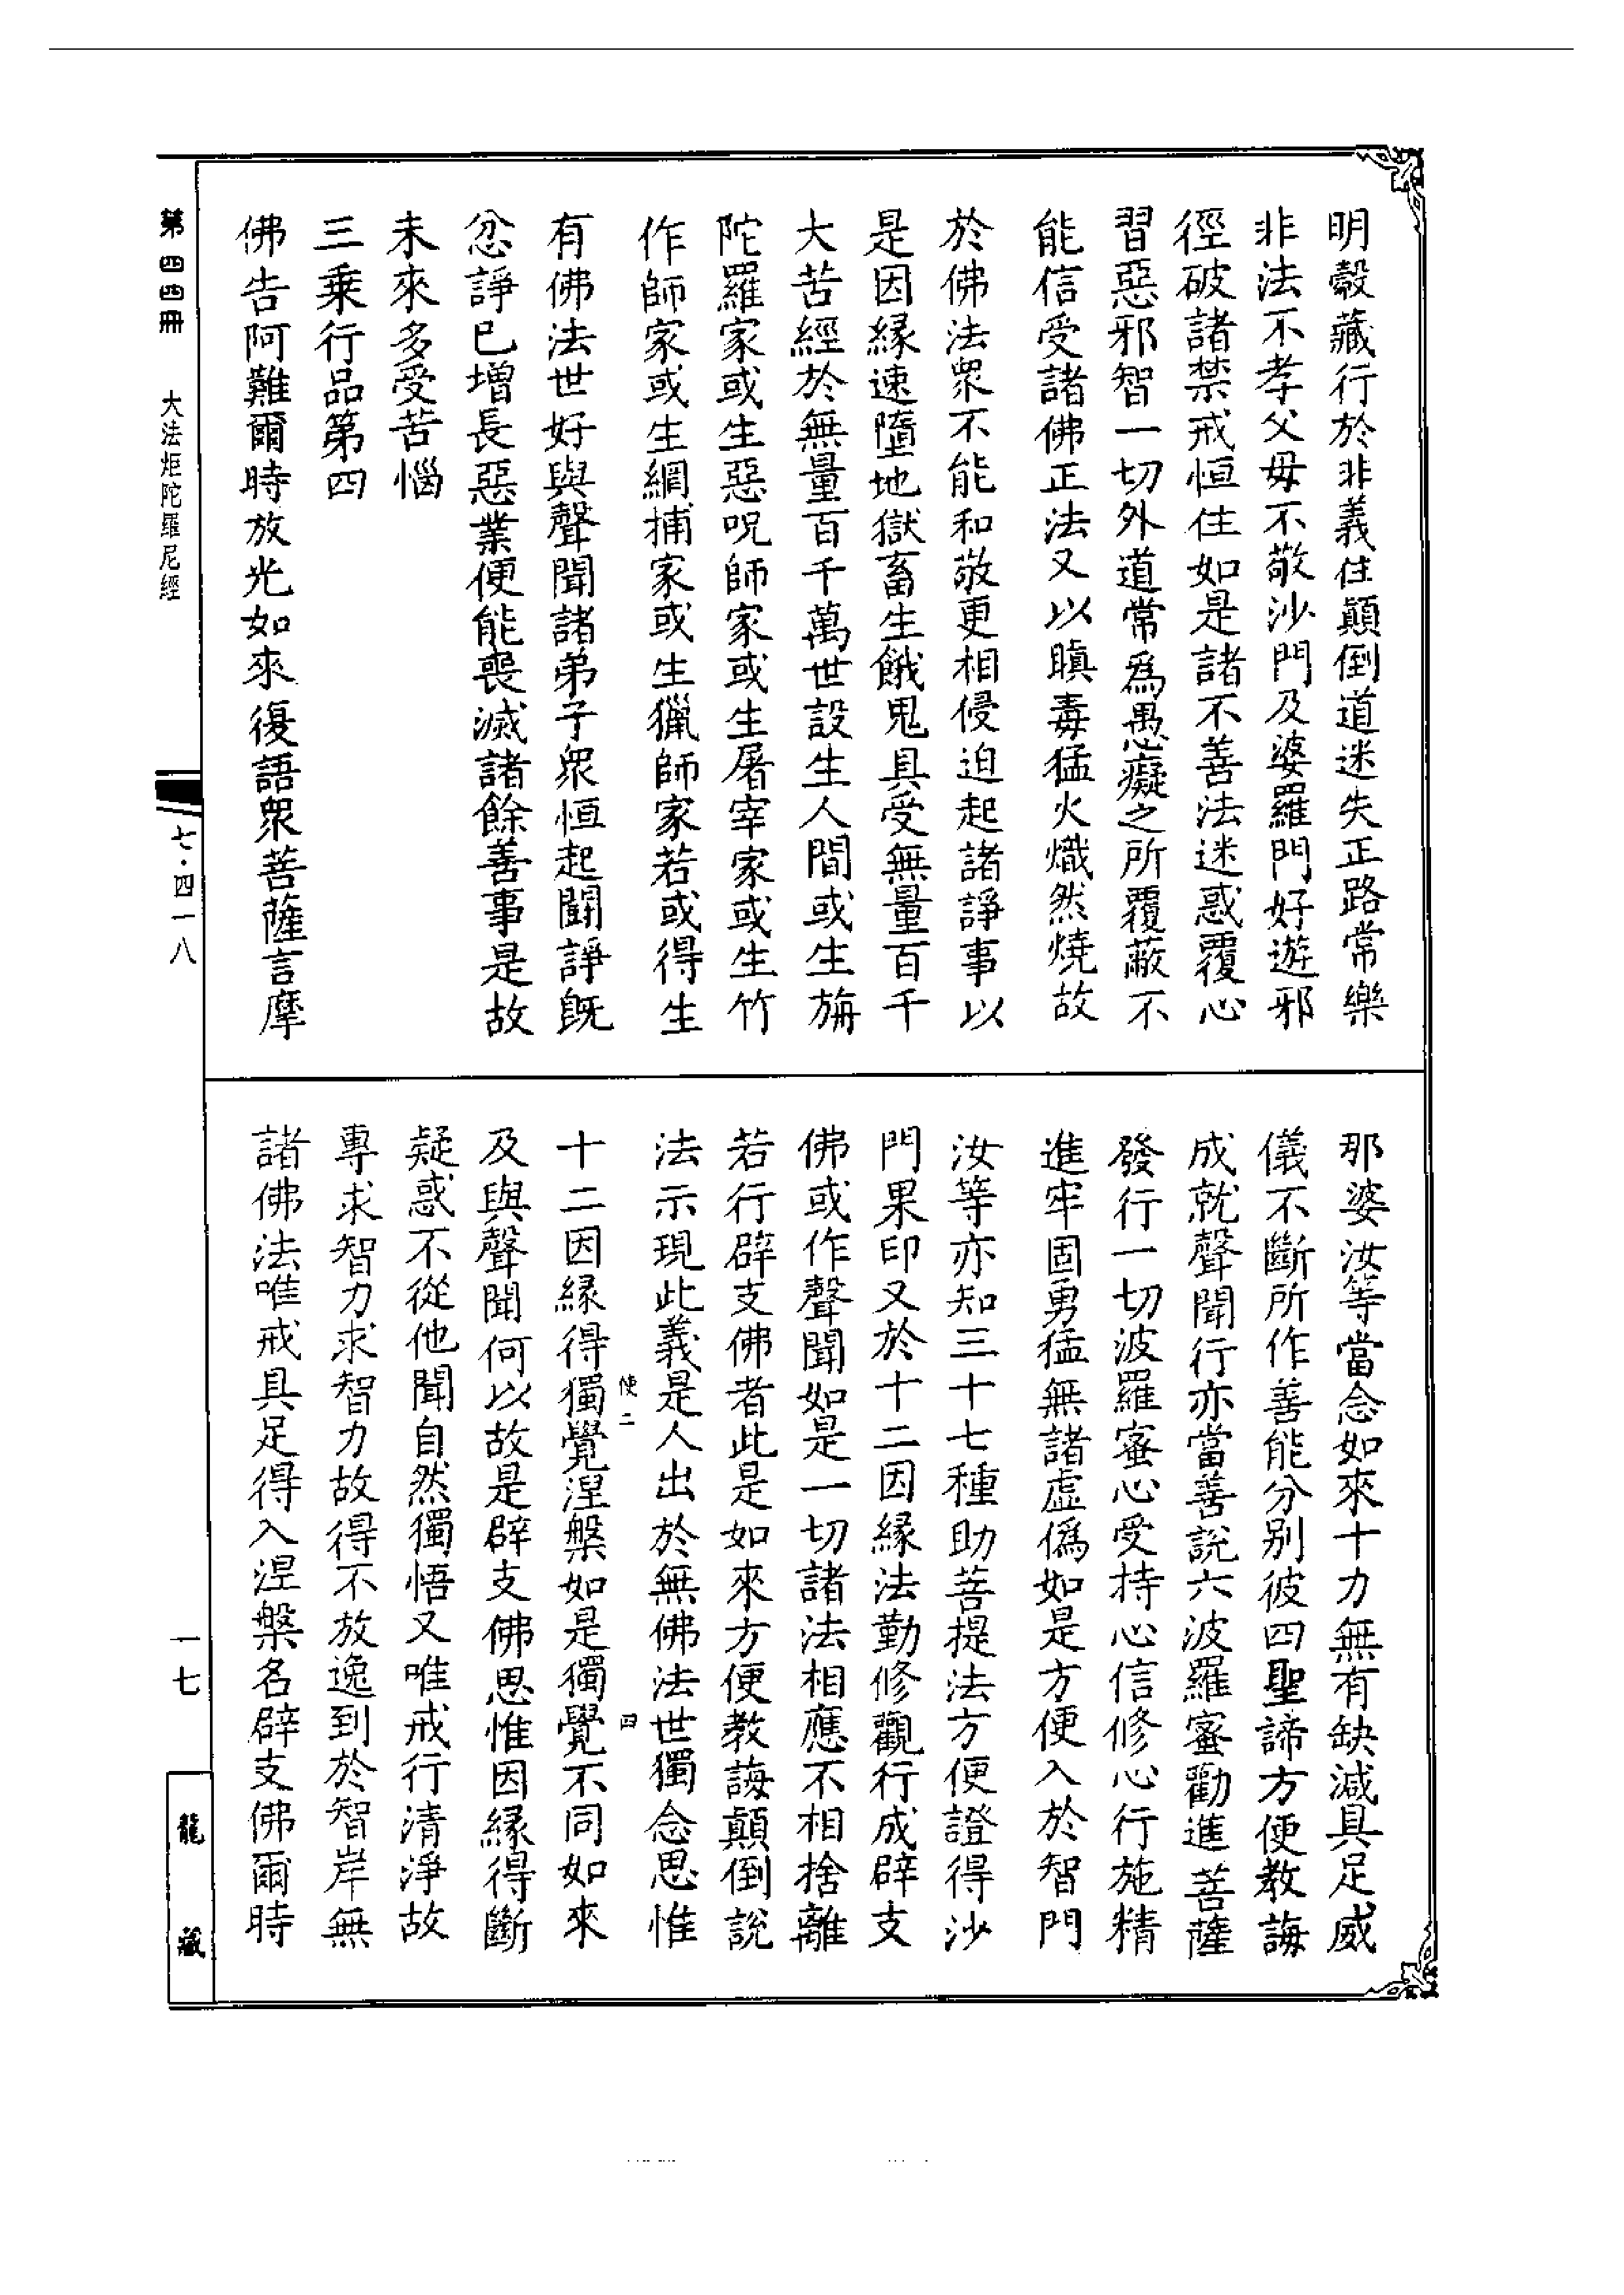 明㲉藏行於非義住顛倒道迷失正路常樂
非法不孝父母不敬沙門及婆羅門好遊邪
徑破諸禁戒恒住如是諸不善法迷惑覆心
習惡邪智一切外道常爲愚癡之所覆蔽不
能信受諸佛正法又以瞋毒猛火熾然燒故
於佛法眾不能和敬更相侵迫起諸諍事以
是因緣速墮地獄畜生餓鬼具受無量百千
大苦經於無量百千萬世設生人間或生旃
陀羅家或生惡呪師家或生屠宰家或生竹
作師家或生網捕家或生獵師家若或得生
有佛法世好與聲聞諸弟子眾恒起鬪諍既
忿諍已增長惡業便能喪滅諸餘善事是故
未來多受苦惱
三乘行品第四
佛告阿難爾時放光如來復語眾菩薩言摩
那婆汝等當念如來十力無有缺減具足威
儀不斷所作善能分別彼四聖諦方便教誨
成就聲聞行亦當善說六波羅蜜勸進菩薩
發行一切波羅蜜心受持心信修心行施精
進牢固勇猛無諸虛僞如是方便入於智門
汝等亦知三十七種助菩提法方便證得沙
門果印又於十二因緣法勤修觀行成辟支
佛或作聲聞如是一切諸法相應不相捨離
若行辟支佛者此是如來方便教誨顛倒說
法示現此義是人出於無佛法世獨念思惟
使二 四
十二因緣得獨覺涅槃如是獨覺不同如來
及與聲聞何以故是辟支佛思惟因緣得斷
疑惑不從他聞自然獨悟又唯戒行清淨故
專求智力求智力故得不放逸到於智岸無
諸佛法唯戒具足得入涅槃名辟支佛爾時
第四四冊 大法炬陀羅尼經
七·四一八
一七
龍藏